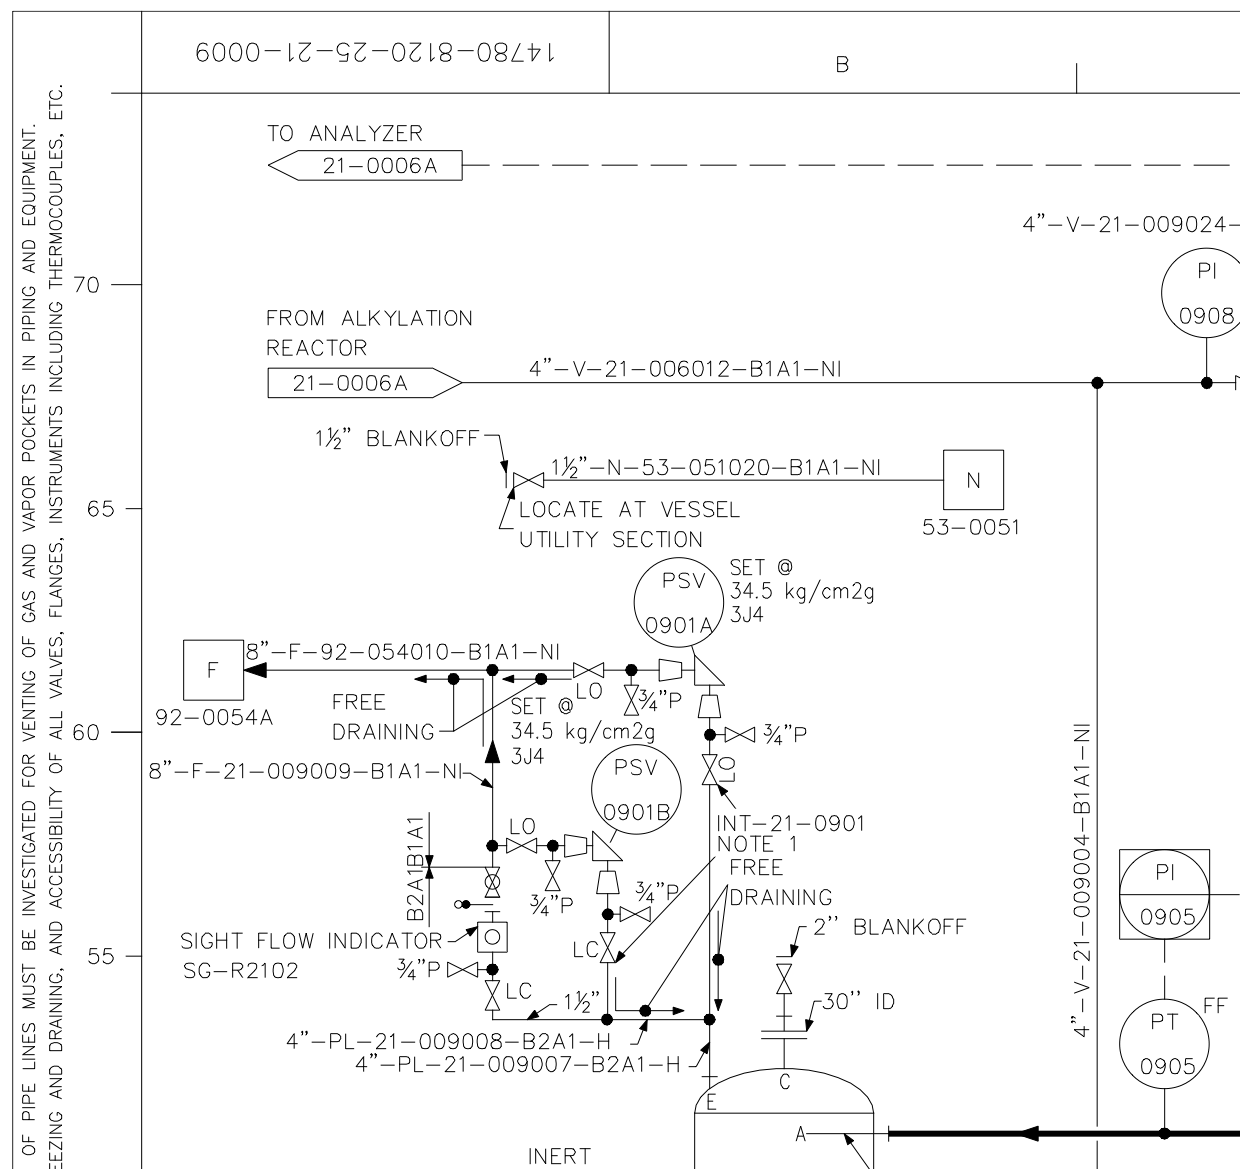 14780-8120-25-21-0009
B
OF PIPE LINES MUST BE INVESTIGATED FOR VENTING OF GAS AND VAPOR POCKETS IN PIPING AND EQUIPMENT.
EEZING AND DRAINING, AND ACCESSIBILITY OF ALL VALVES, FLANGES, INSTRUMENTS INCLUDING THERMOCOUPLES, ETC.
TO ANALYZER
21-0006A
4"-V-21-009024-
PI
0908
70
FROM ALKYLATION
REACTOR
21-0006A
4"-V-21-006012-B1A1-NI
1½" BLANKOFF
1½"-N-53-051020-B1A1-NI
N
53-0051
65
LOCATE AT VESSEL
UTILITY SECTION
PSV
0901A
SET @
34.5 kg/cm2g
3J4
8"-F-92-054010-B1A1-NI
F
92-0054A
LO
¾"P
FREE
DRAINING
SET @
34.5 kg/cm2g
3J4
¾"P
60
LO
8"-F-21-009009-B1A1-NI
PSV
0901B
INT-21-0901
NOTE 1
4"-V-21-009004-B1A1-NI
B2A1
B1A1
LO
¾"P
¾"P
FREE
DRAINING
PI
0905
SIGHT FLOW INDICATOR
SG-R2102
LC
2'' BLANKOFF
55
¾"P
LC
1½"
30'' ID
FF
PT
0905
4"-PL-21-009008-B2A1-H
4"-PL-21-009007-B2A1-H
C
E
A
INERT